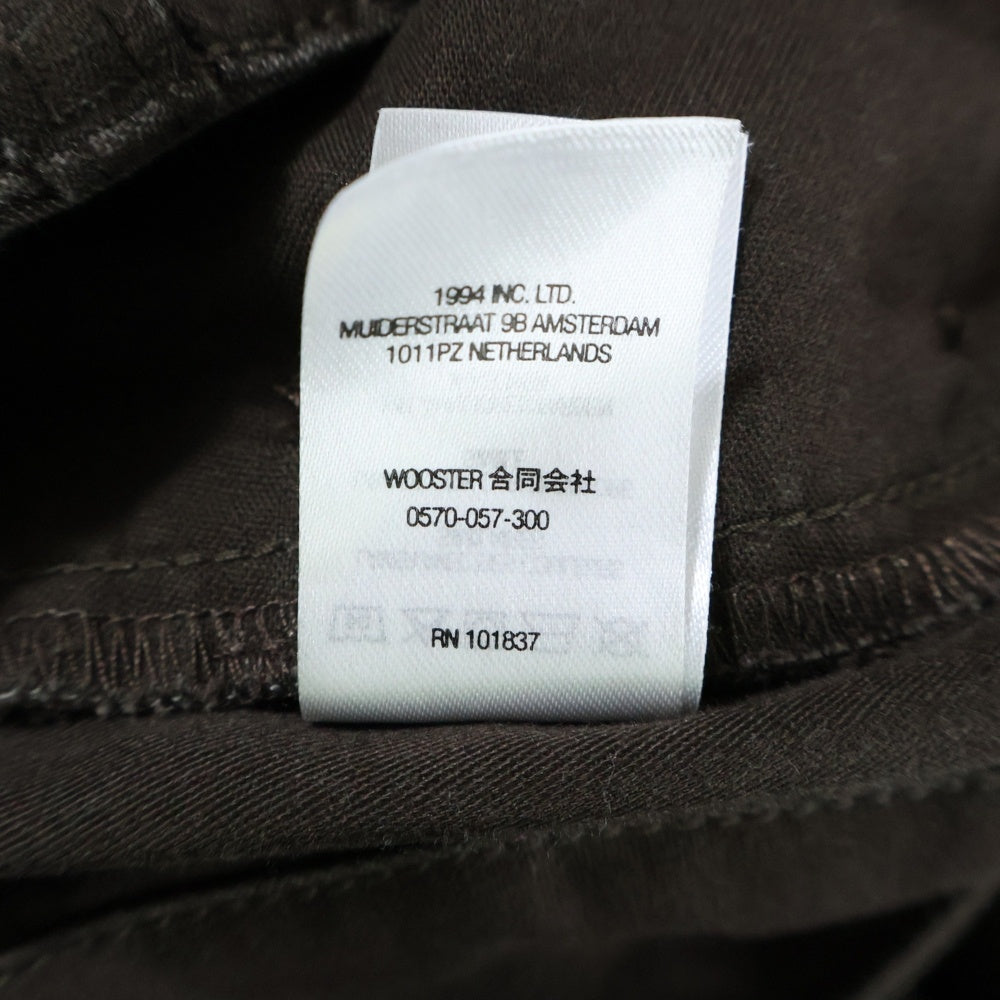 1994 INC. LTD.
MUIDERSTRAAT 9B AMSTERDAM
1011PZ NETHERLANDS
WOOSTER 合同会社
0570-057-300
RN 101837